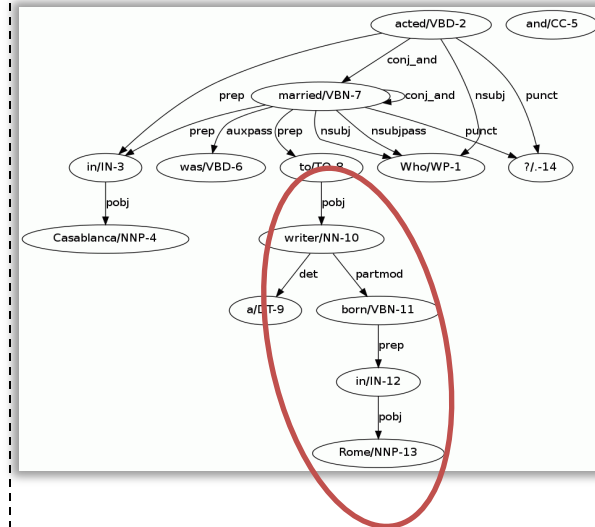 acted/VBD-2 and/CC-5
conj_and
married/VBN-7 conj_and
prep nsubj punct
prep auxpass prep nsubj nsubjpass punct
in/IN-3 was/VBD-6 to/TO-8 Who/WP-1 ?/.-14
pobj pobj
Casablanca/NNP-4 writer/NN-10
det partmod
a/DT-9 born/VBN-11
prep
in/IN-12
pobj
Rome/NNP-13